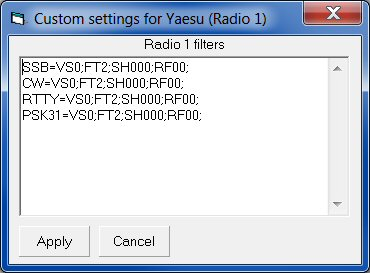 Custom settings for Yaesu (Radio 1)
Radio 1 filters
SSB=VS0;FT2;SH000;RF00;
CW=VS0;FT2;SH000;RF00;
RTTY=VS0;FT2;SH000;RF00;
PSK31=VS0;FT2;SH000;RF00;
Apply
Cancel